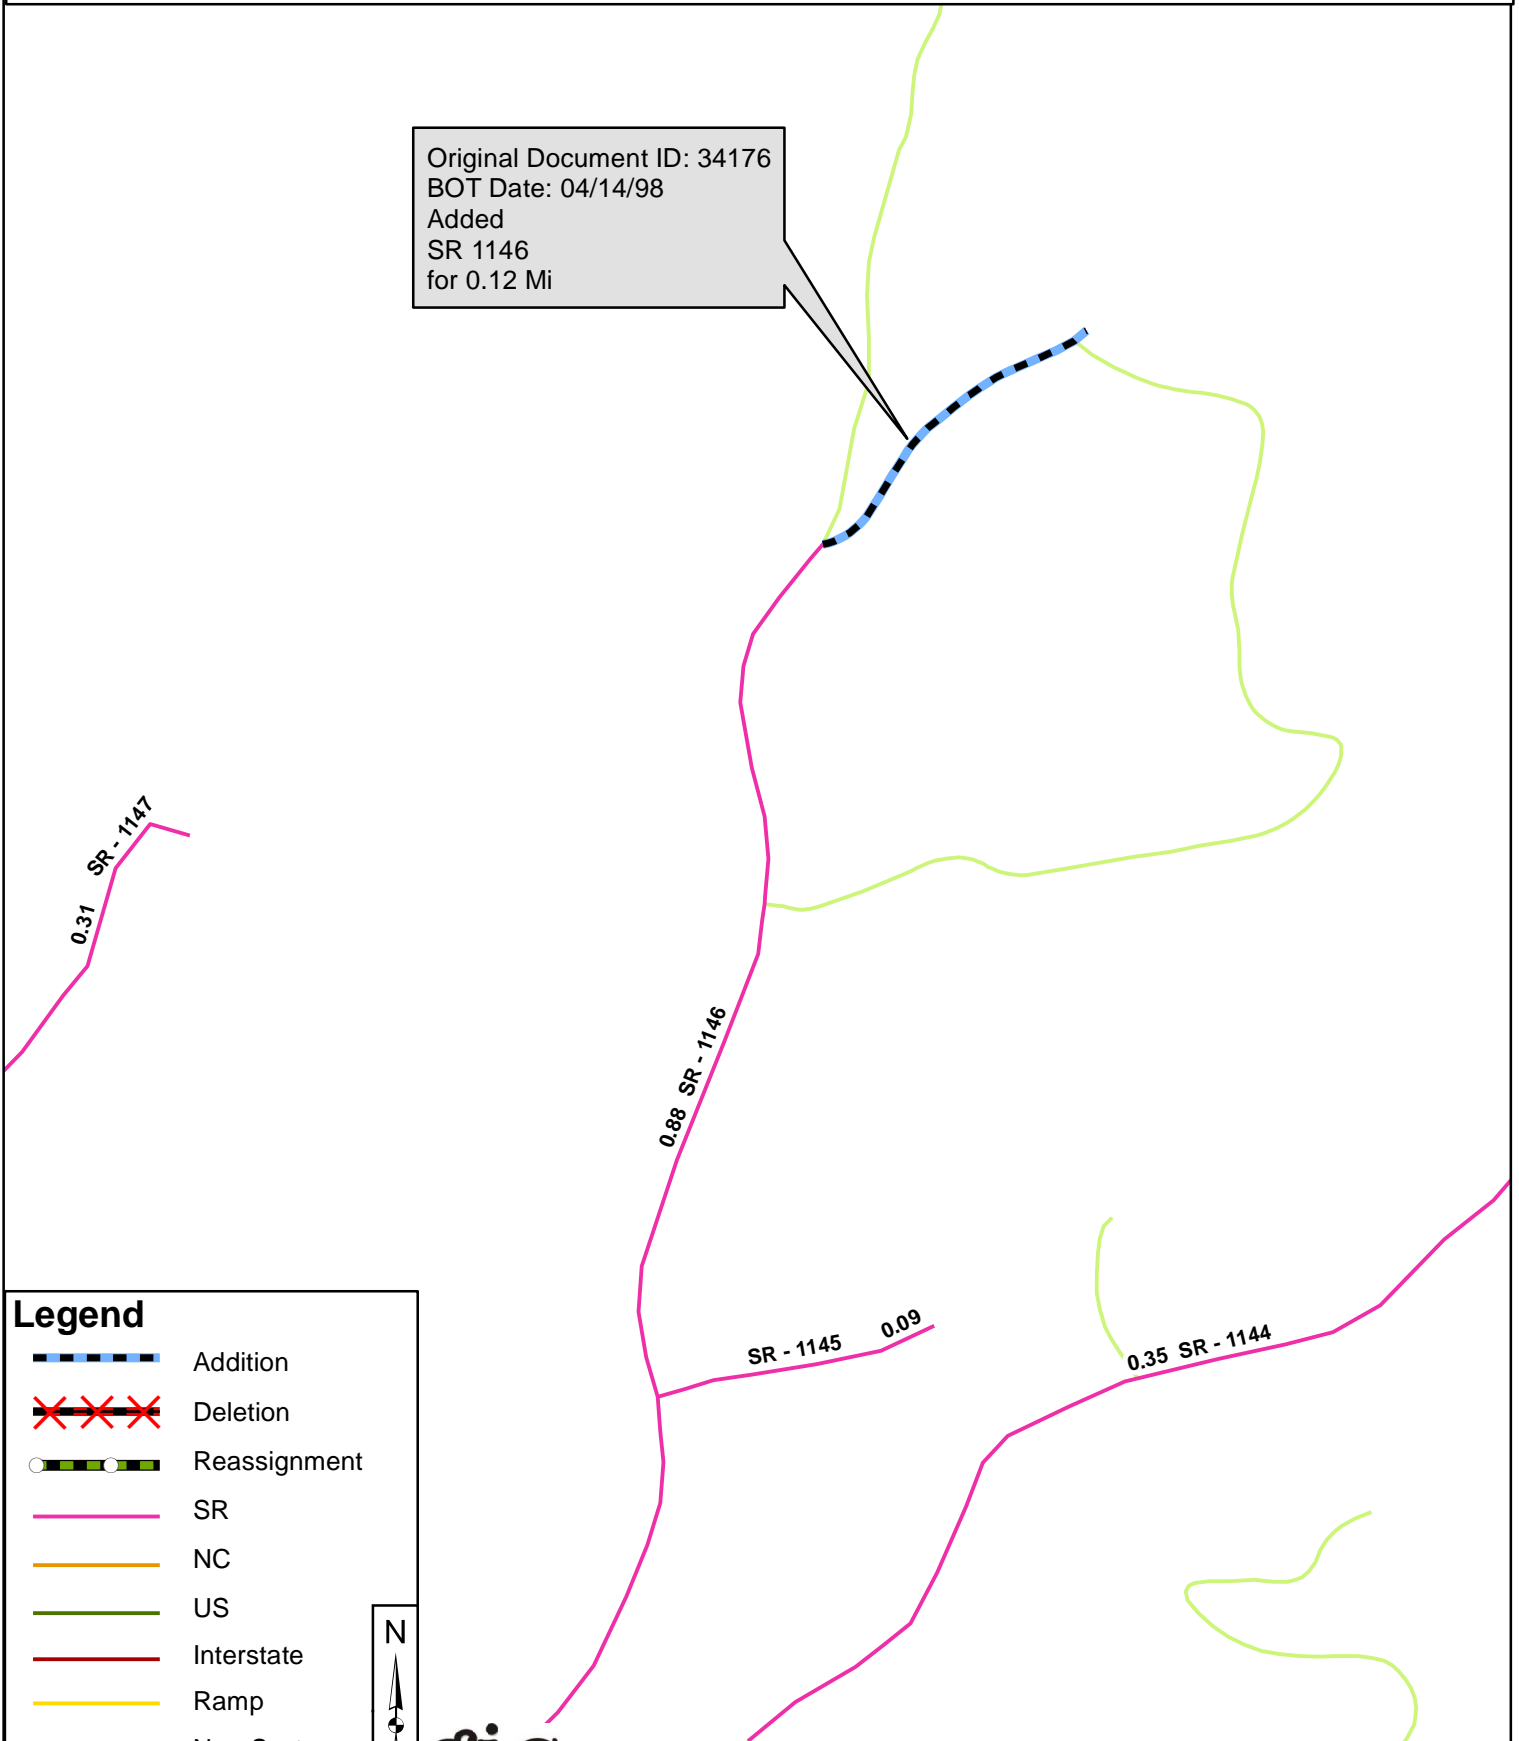 Original Document ID: 34176
BOT Date: 04/14/98
Added
SR 1146
for 0.12 Mi
SR - 1147
0.31
0.88 SR - 1146
SR - 1145
0.09
0.35 SR - 1144
Legend
Addition
Deletion
Reassignment
SR
NC
US
Interstate
Ramp
N